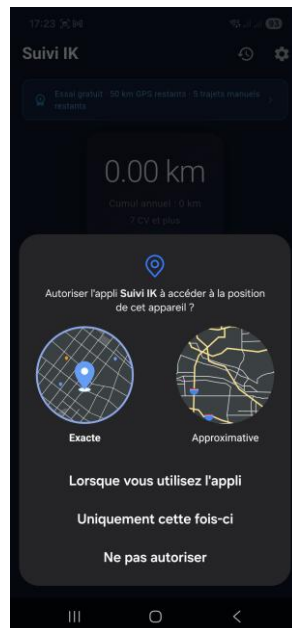 17:23
93
Suivi IK
Essai gratuit · 50 km GPS restants · 5 trajets manuels
restants
0.00 km
Cumul annuel · 0 km
7 CV et plus
Autoriser l'appli Suivi IK à accéder à la position
de cet appareil ?
Exacte
Approximative
Lorsque vous utilisez l'appli
Uniquement cette fois-ci
Ne pas autoriser